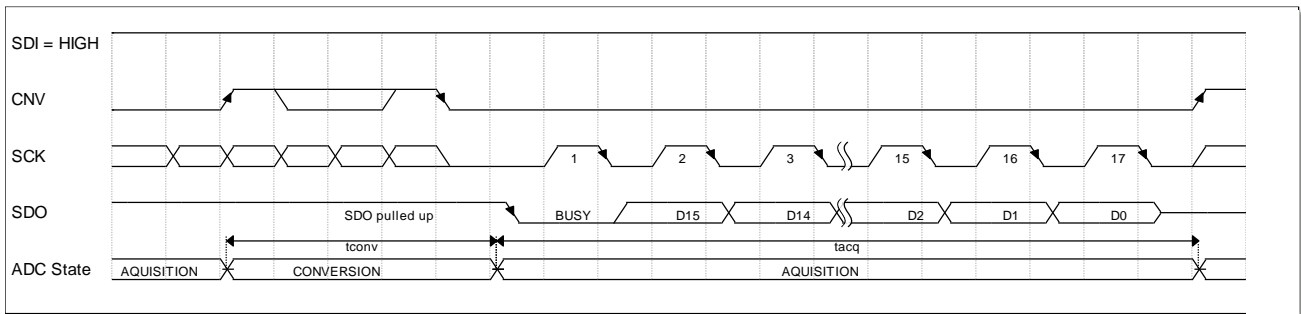 SDI = HIGH
CNV
SCK 1 2 3 15 16 17
SDO SDO pulled up BUSY D15 D14 D2 D1 D0
tconv tacq
ADC State AQUISITION CONVERSION AQUISITION